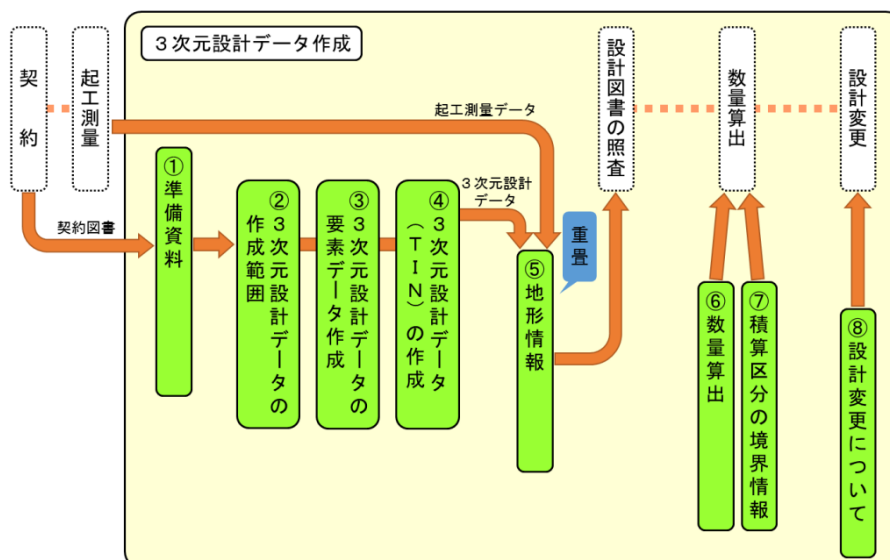 ３次元設計データ作成
契約
起工測量
設計図書の照査
数量算出
設計変更
起工測量データ
契約図書
３次元設計
データ
重畳
①準備資料
②３次元設計データの
作成範囲
③３次元設計データの
要素データ作成
④３次元設計データ
（ＴＩＮ）の作成
⑤地形情報
⑥数量算出
⑦積算区分の境界情報
⑧設計変更について